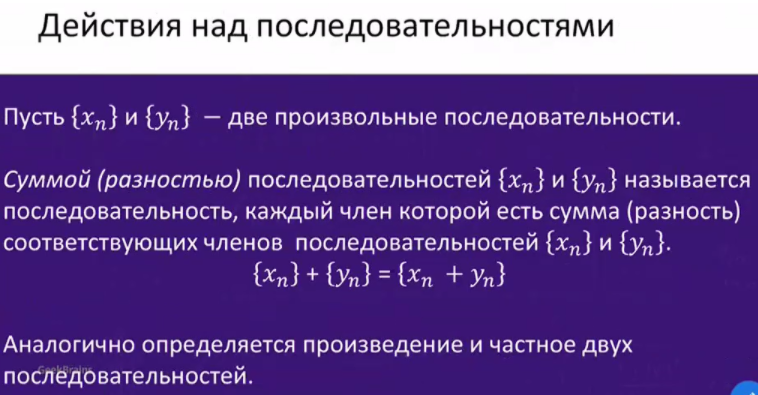 Действия над последовательностями
Пусть {xₙ} и {yₙ} − две произвольные последовательности.
Суммой (разностью) последовательностей {xₙ} и {yₙ} называется
последовательность, каждый член которой есть сумма (разность)
соответствующих членов последовательностей {xₙ} и {yₙ}.
{xₙ} + {yₙ} = {xₙ + yₙ}
Аналогично определяется произведение и частное двух
GeekBrains
последовательностей.